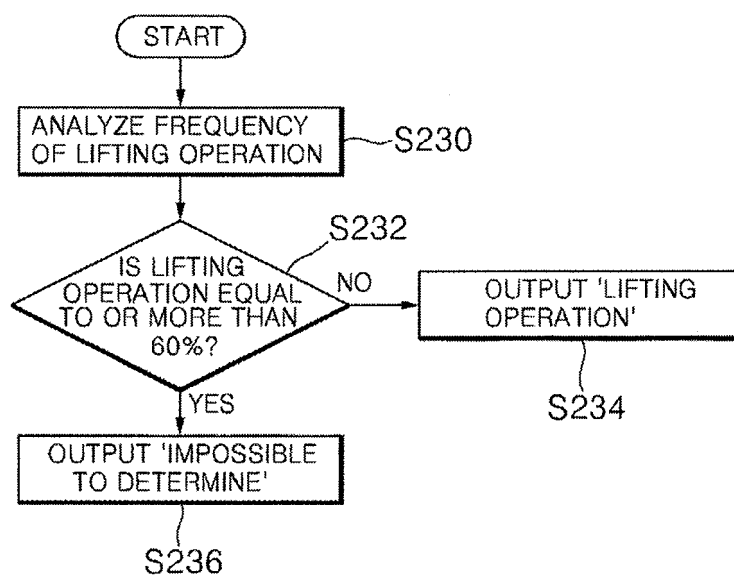 START
ANALYZE FREQUENCY
OF LIFTING OPERATION
S230
S232
IS LIFTING
OPERATION EQUAL
TO OR MORE THAN
60%?
NO
OUTPUT 'LIFTING
OPERATION'
S234
YES
OUTPUT 'IMPOSSIBLE
TO DETERMINE'
S236